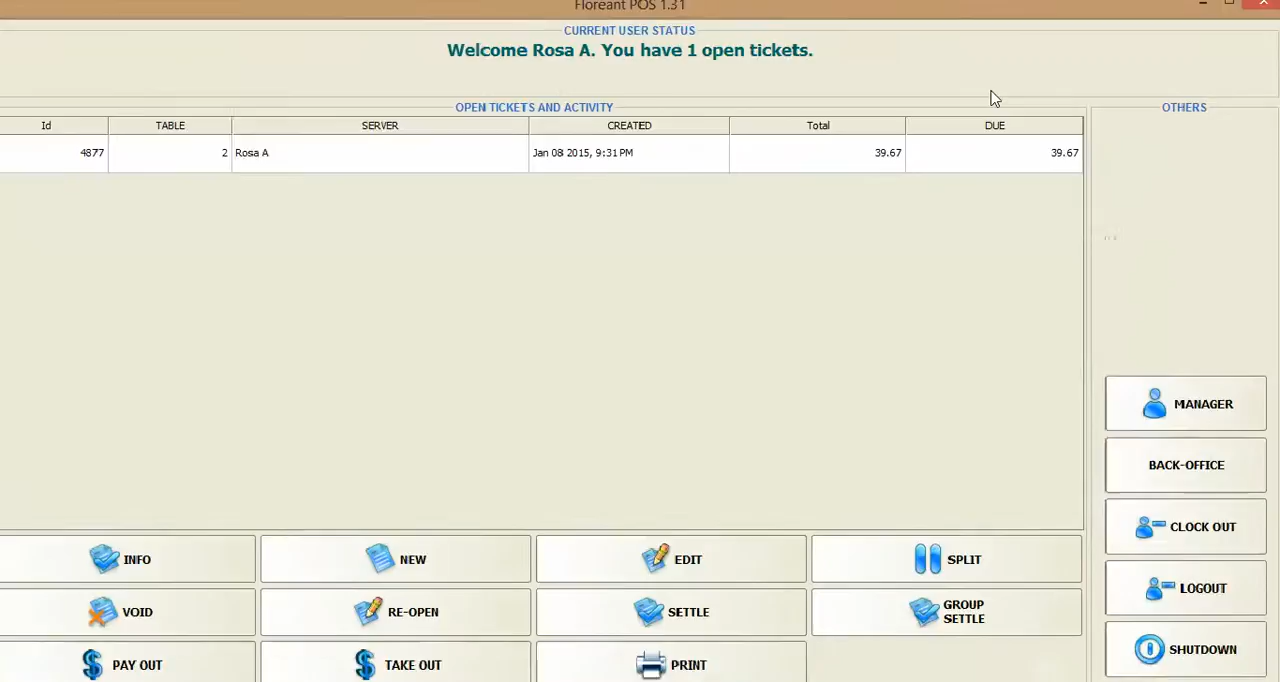 Floreant POS 1.31
CURRENT USER STATUS
Welcome Rosa A. You have 1 open tickets.
OPEN TICKETS AND ACTIVITY
OTHERS
Id TABLE SERVER CREATED Total DUE
4877 2 Rosa A Jan 08 2015, 9:31 PM 39.67 39.67
MANAGER
BACK-OFFICE
CLOCK OUT
LOGOUT
SHUTDOWN
INFO NEW EDIT SPLIT
VOID RE-OPEN SETTLE GROUP
SETTLE
PAY OUT TAKE OUT PRINT